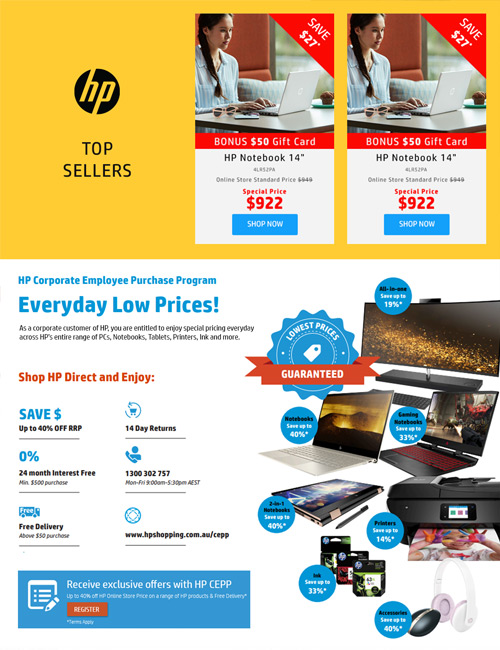 hp
TOP
SELLERS
SAVE
$27*
BONUS $50 Gift Card
HP Notebook 14"
4LR52PA
Online Store Standard Price $949
Special Price
$922
SHOP NOW
SAVE
$27*
BONUS $50 Gift Card
HP Notebook 14"
4LR52PA
Online Store Standard Price $949
Special Price
$922
SHOP NOW
HP Corporate Employee Purchase Program
Everyday Low Prices!
As a corporate customer of HP, you are entitled to enjoy special pricing everyday
across HP's entire range of PCs, Notebooks, Tablets, Printers, Ink and more.
Shop HP Direct and Enjoy:
SAVE $
Up to 40% OFF RRP
14 Day Returns
0%
24 month Interest Free
Min. $500 purchase
1300 302 757
Mon-Fri 9:00am-5:30pm AEST
Free
Free Delivery
Above $50 purchase
www.hpshopping.com.au/cepp
Receive exclusive offers with HP CEPP
Up to 40% off HP Online Store Price on a range of HP products & Free Delivery*
REGISTER
*Terms Apply
LOWEST PRICES
GUARANTEED
All-in-one
Save up to
19%*
Notebooks
Save up to
40%*
Gaming
Notebooks
Save up to
33%*
2-in-1
Notebooks
Save up to
40%*
Printers
Save up to
14%*
Ink
Save up to
33%*
Accessories
Save up to
40%*